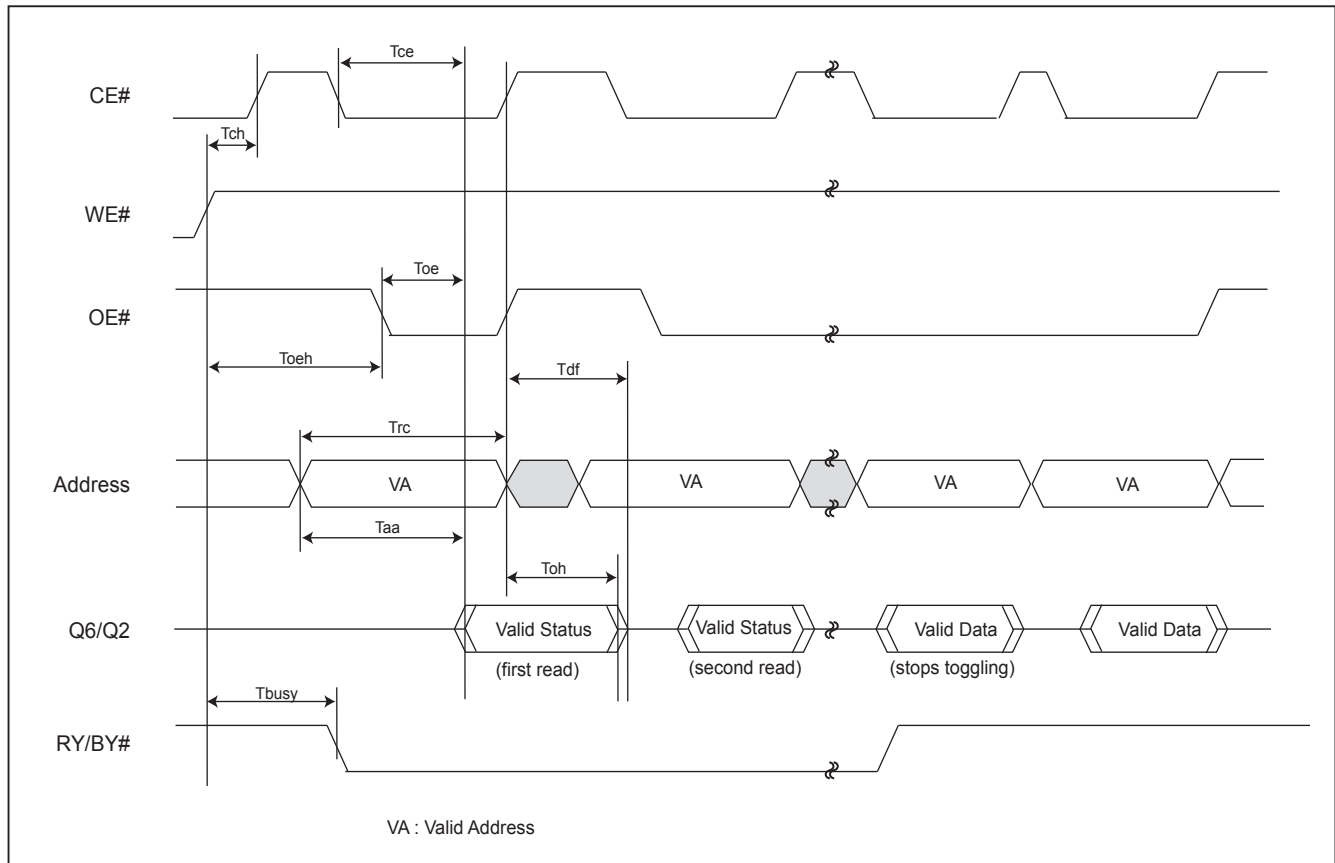 Tce
CE#
Tch
WE#
Toe
OE#
Toeh
Tdf
Trc
Address
VA
VA
VA
VA
Taa
Toh
Q6/Q2
Valid Status
Valid Status
Valid Data
Valid Data
(first read)
(second read)
(stops toggling)
Tbusy
RY/BY#
VA : Valid Address